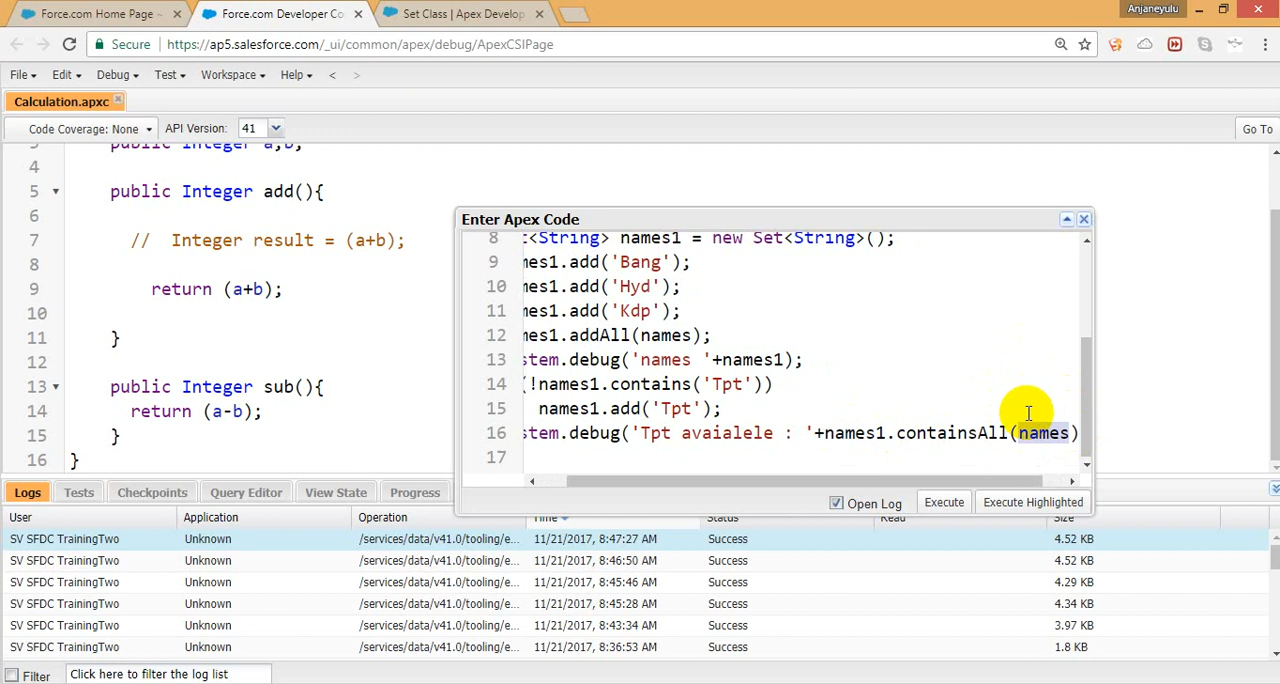 Anjaneyulu
Force.com Home Page ~
Force.com Developer Co
Set Class | Apex Develop
Secure
https://ap5.salesforce.com/_ui/common/apex/debug/ApexCSIPage
File Edit Debug Test Workspace Help < >
Calculation.apxc
Code Coverage: None API Version: 41 Go To
3 public Integer a,b;
4
5 public Integer add(){
6
7 // Integer result = (a+b);
8
9 return (a+b);
10
11 }
12
13 public Integer sub(){
14 return (a-b);
15 }
16 }
Enter Apex Code
8 t<String> names1 = new Set<String>();
9 mes1.add('Bang');
10 mes1.add('Hyd');
11 mes1.add('Kdp');
12 mes1.addAll(names);
13 stem.debug('names '+names1);
14 (!names1.contains('Tpt'))
15 names1.add('Tpt');
16 stem.debug('Tpt avaialele : '+names1.containsAll(names)
17
Open Log Execute Execute Highlighted
Logs Tests Checkpoints Query Editor View State Progress
User Application Operation Time Status Read Size
SV SFDC TrainingTwo Unknown /services/data/v41.0/tooling/e... 11/21/2017, 8:47:27 AM Success 4.52 KB
SV SFDC TrainingTwo Unknown /services/data/v41.0/tooling/e... 11/21/2017, 8:46:50 AM Success 4.52 KB
SV SFDC TrainingTwo Unknown /services/data/v41.0/tooling/e... 11/21/2017, 8:45:46 AM Success 4.29 KB
SV SFDC TrainingTwo Unknown /services/data/v41.0/tooling/e... 11/21/2017, 8:45:28 AM Success 4.34 KB
SV SFDC TrainingTwo Unknown /services/data/v41.0/tooling/e... 11/21/2017, 8:43:34 AM Success 3.97 KB
SV SFDC TrainingTwo Unknown /services/data/v41.0/tooling/e... 11/21/2017, 8:36:53 AM Success 1.8 KB
Filter Click here to filter the log list